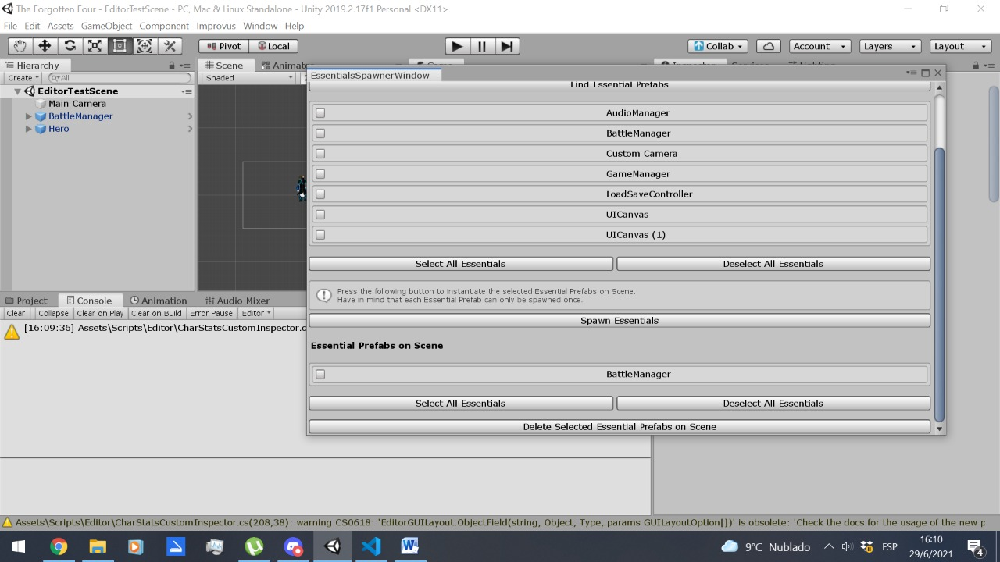 The Forgotten Four - EditorTestScene - PC, Mac & Linux Standalone - Unity 2019.2.17f1 Personal <DX11>
File Edit Assets GameObject Component Improvus Window Help
Pivot Local Collab Account Layers Layout
Hierarchy Scene
Create All Shaded
EssentialsSpawnerWindow
Find Essential Prefabs
EditorTestScene
Main Camera
BattleManager
Hero
AudioManager
BattleManager
Custom Camera
GameManager
LoadSaveController
UICanvas
UICanvas (1)
Select All Essentials Deselect All Essentials
Press the following button to instantiate the selected Essential Prefabs on Scene.
Have in mind that each Essential Prefab can only be spawned once.
Spawn Essentials
Essential Prefabs on Scene
BattleManager
Select All Essentials Deselect All Essentials
Delete Selected Essential Prefabs on Scene
Project Console Animation Audio Mixer
Clear Collapse Clear on Play Clear on Build Error Pause Editor
[16:09:36] Assets\Scripts\Editor\CharStatsCustomInspector.c
Assets\Scripts\Editor\CharStatsCustomInspector.cs(208,38): warning CS0618: 'EditorGUILayout.ObjectField(string, Object, Type, params GUILayoutOption[])' is obsolete: 'Check the docs for the usage of the new p
9°C Nublado ESP 16:10
29/6/2021
4